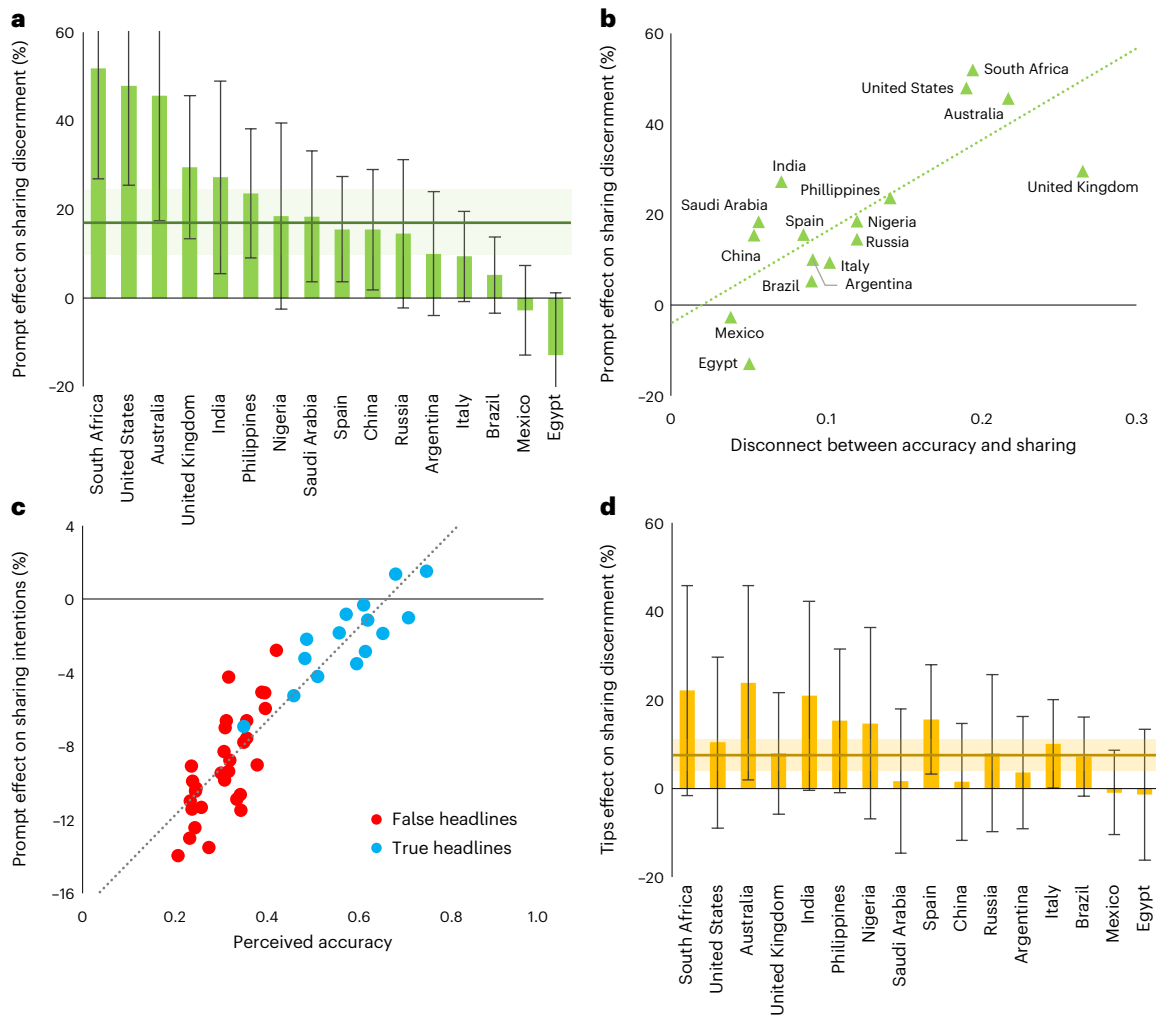 a
Prompt effect on sharing discernment (%)
60
40
20
0
–20
South Africa
United States
Australia
United Kingdom
India
Philippines
Nigeria
Saudi Arabia
Spain
China
Russia
Argentina
Italy
Brazil
Mexico
Egypt
b
Prompt effect on sharing discernment (%)
60
40
20
0
–20
South Africa
United States
Australia
India
Phillippines
United Kingdom
Saudi Arabia
Spain
Nigeria
Russia
China
Italy
Brazil
Argentina
Mexico
Egypt
0
0.1
0.2
0.3
Disconnect between accuracy and sharing
c
Prompt effect on sharing intentions (%)
4
0
–4
–8
–12
–16
False headlines
True headlines
0
0.2
0.4
0.6
0.8
1.0
Perceived accuracy
d
Tips effect on sharing discernment (%)
60
40
20
0
–20
South Africa
United States
Australia
United Kingdom
India
Philippines
Nigeria
Saudi Arabia
Spain
China
Russia
Argentina
Italy
Brazil
Mexico
Egypt